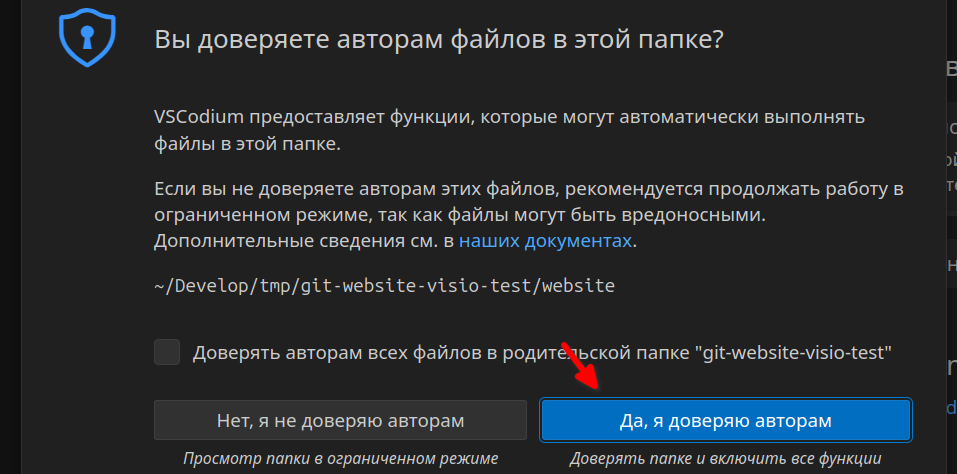 Вы доверяете авторам файлов в этой папке?
VSCodium предоставляет функции, которые могут автоматически выполнять
файлы в этой папке.
Если вы не доверяете авторам этих файлов, рекомендуется продолжать работу в
ограниченном режиме, так как файлы могут быть вредоносными.
Дополнительные сведения см. в наших документах.
~/Develop/tmp/git-website-visio-test/website
Доверять авторам всех файлов в родительской папке "git-website-visio-test"
Нет, я не доверяю авторам
Да, я доверяю авторам
Просмотр папки в ограниченном режиме
Доверять папке и включить все функции